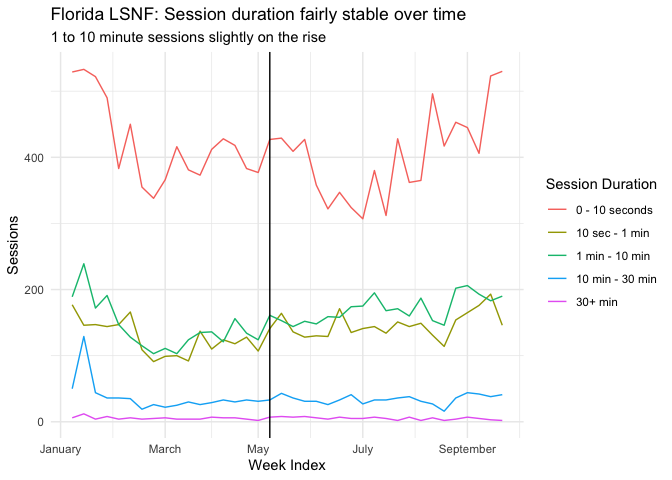 Florida LSNF: Session duration fairly stable over time
1 to 10 minute sessions slightly on the rise
Sessions
400
200
0
January
March
May
July
September
Week Index
Session Duration
0 - 10 seconds
10 sec - 1 min
1 min - 10 min
10 min - 30 min
30+ min